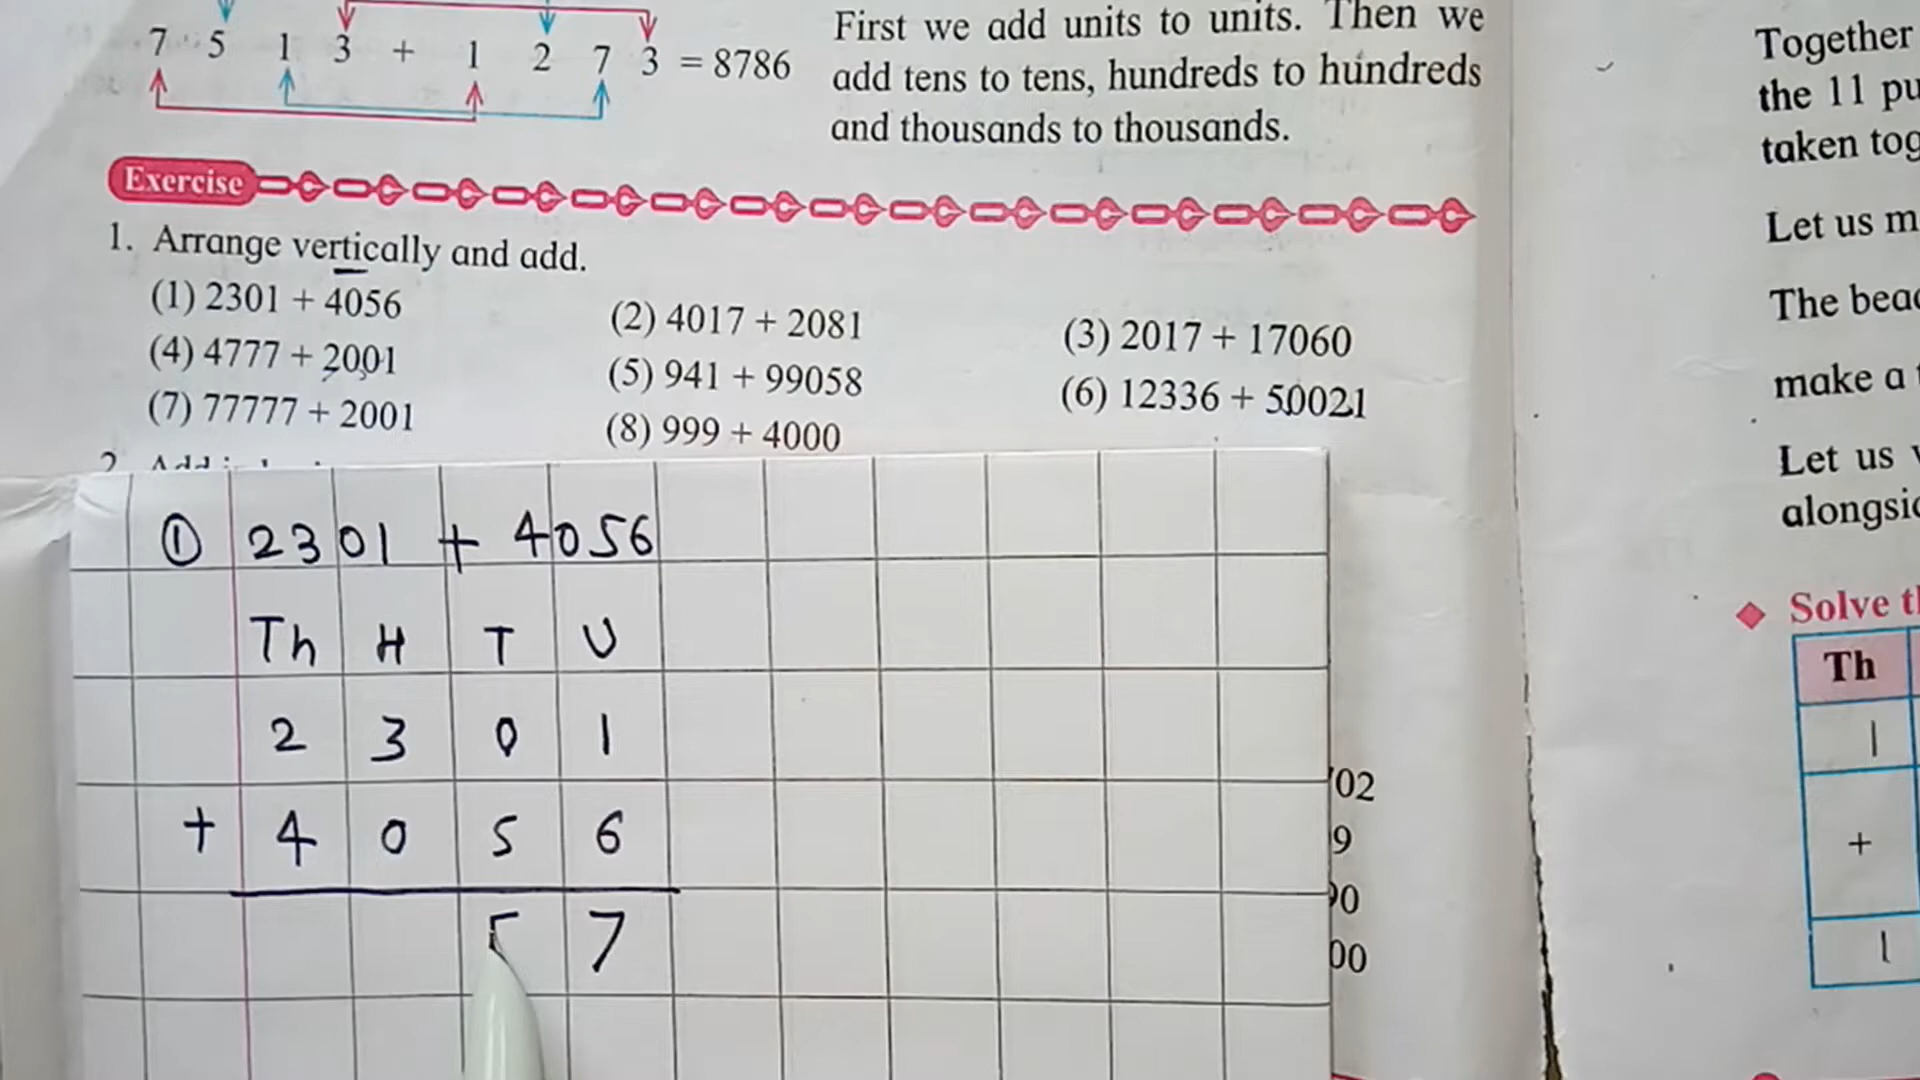 7 5 1 3 + 1 2 7 3 = 8786
First we add units to units. Then we
add tens to tens, hundreds to hundreds
and thousands to thousands.
Exercise
1. Arrange vertically and add.
(1) 2301 + 4056
(2) 4017 + 2081
(3) 2017 + 17060
(4) 4777 + 2001
(5) 941 + 99058
(6) 12336 + 50021
(7) 77777 + 2001
(8) 999 + 4000
① 2301 + 4056
Th H T U
2 3 0 1
+ 4 0 5 6
5 7
02
9
00
Together
the 11 pu
taken tog
Let us m
The bead
make a t
Let us
alongsid
Solve th
Th
1
+
1